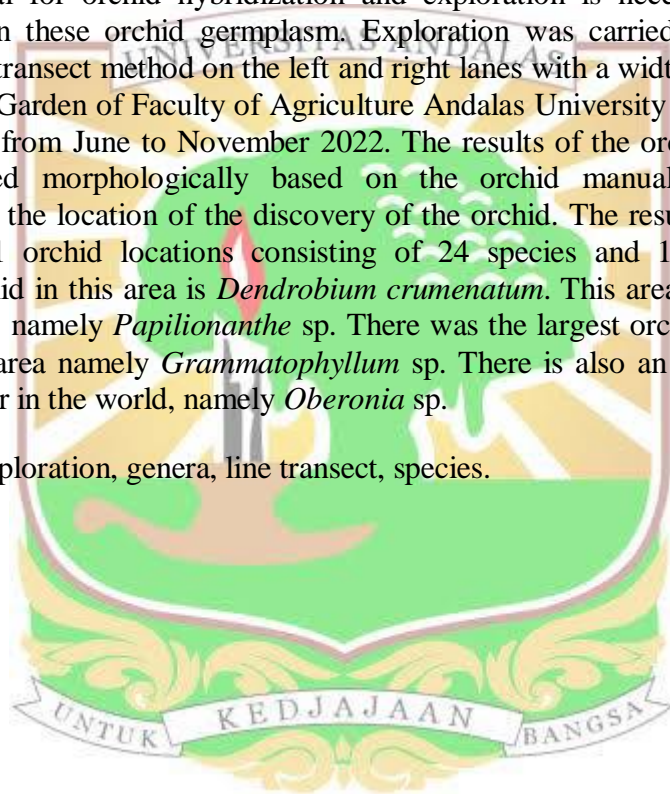 al for orchid hybridization and exploration is nece
n these orchid germplasm. Exploration was carried
UNIVERSITAS ANDALAS
transect method on the left and right lanes with a widt
Garden of Faculty of Agriculture Andalas University
from June to November 2022. The results of the orc
ed morphologically based on the orchid manual
the location of the discovery of the orchid. The resu
l orchid locations consisting of 24 species and 1
id in this area is Dendrobium crumenatum. This area
namely Papilionanthe sp. There was the largest orc
area namely Grammatophyllum sp. There is also an
r in the world, namely Oberonia sp.
ploration, genera, line transect, species.
UNTUK KEDJAJAAN BANGSA